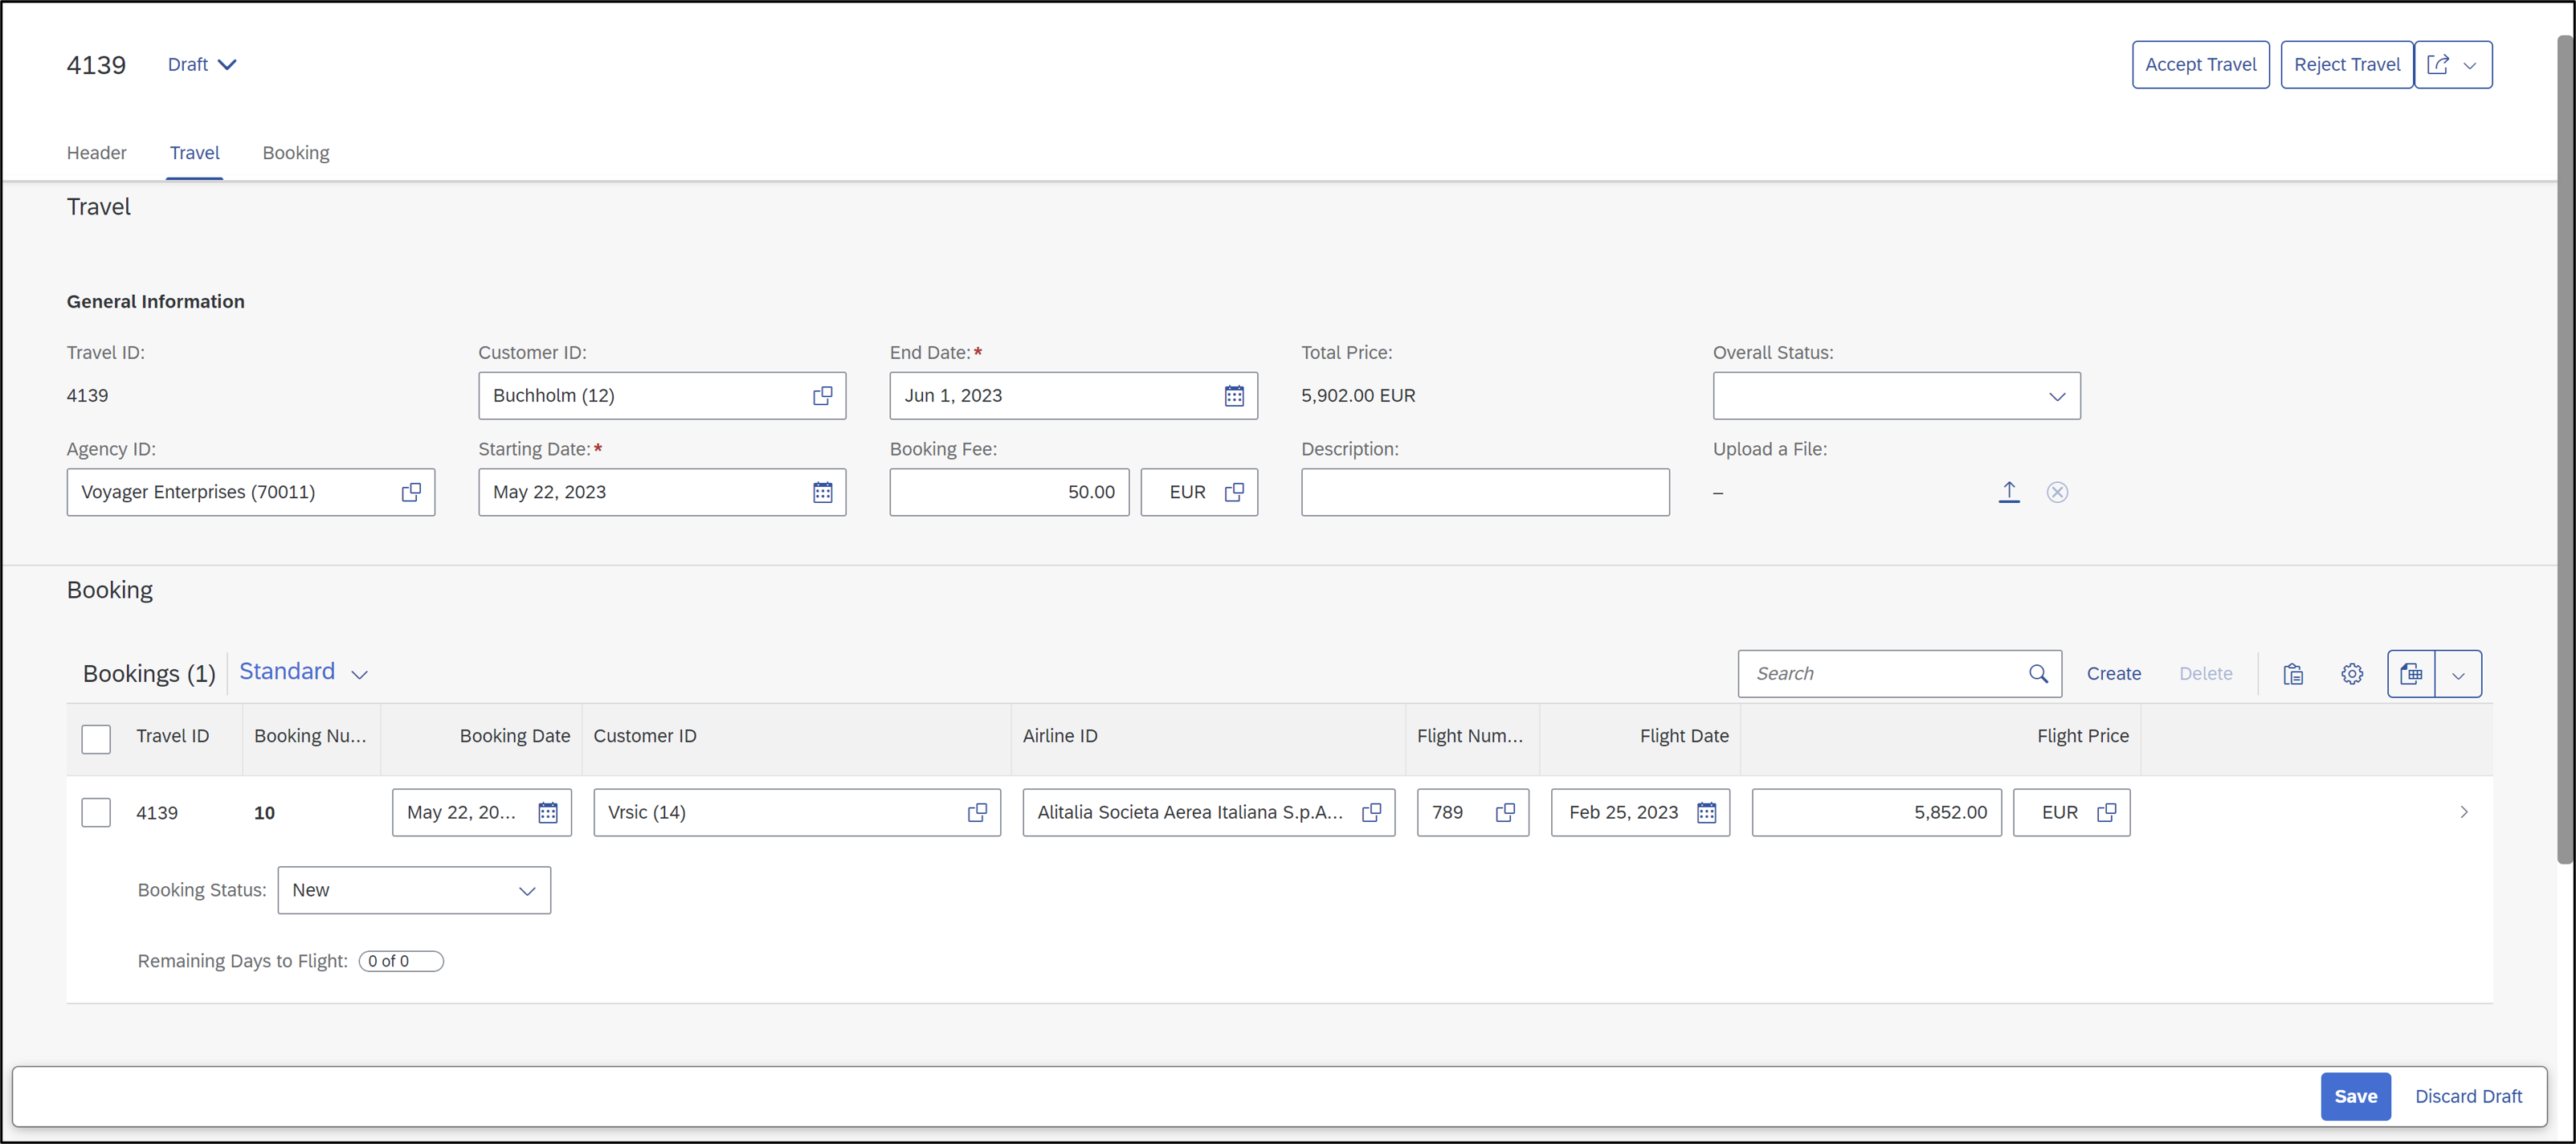 4139 Draft Accept Travel Reject Travel
Header Travel Booking
Travel
General Information
Travel ID: Customer ID: End Date:* Total Price: Overall Status:
4139 Buchholm (12) Jun 1, 2023 5,902.00 EUR
Agency ID: Starting Date:* Booking Fee: Description: Upload a File:
Voyager Enterprises (70011) May 22, 2023 50.00 EUR –
Booking
Bookings (1) Standard Search Create Delete
Travel ID Booking Nu... Booking Date Customer ID Airline ID Flight Num... Flight Date Flight Price
4139 10 May 22, 20... Vrsic (14) Alitalia Societa Aerea Italiana S.p.A... 789 Feb 25, 2023 5,852.00 EUR
Booking Status: New
Remaining Days to Flight: 0 of 0
Save Discard Draft